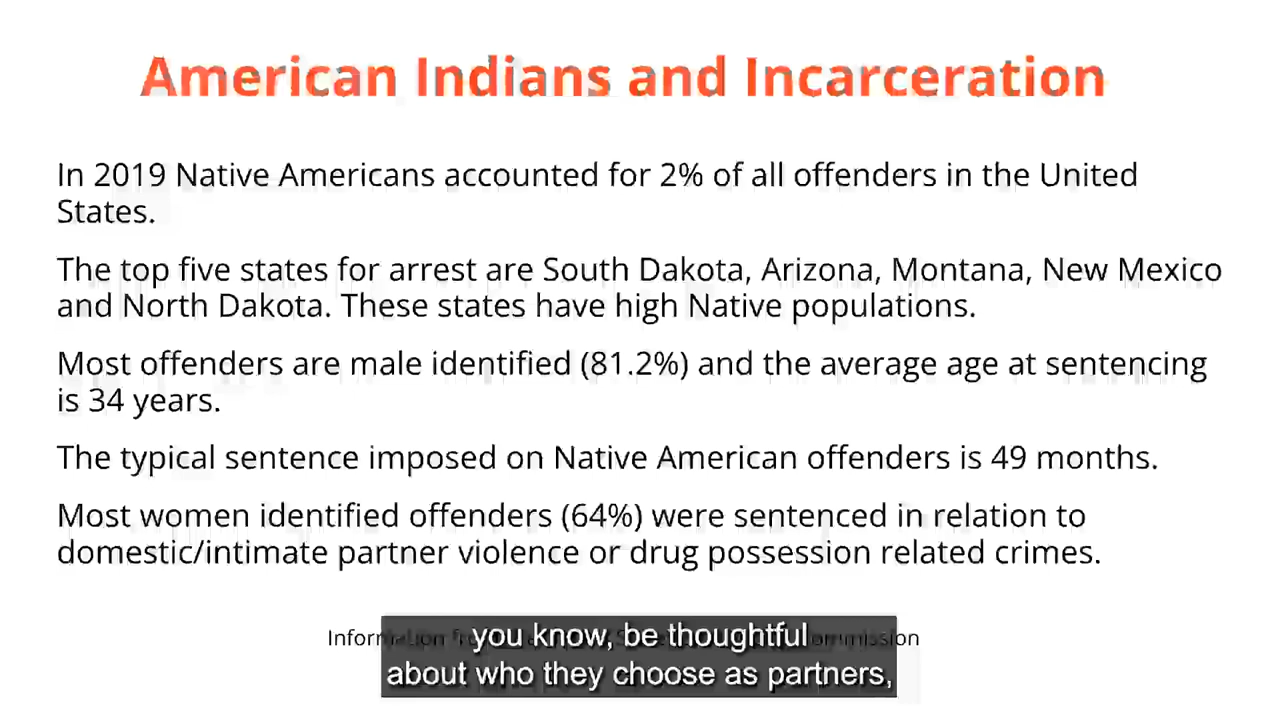 American Indians and Incarceration
In 2019 Native Americans accounted for 2% of all offenders in the United
States.
The top five states for arrest are South Dakota, Arizona, Montana, New Mexico
and North Dakota. These states have high Native populations.
Most offenders are male identified (81.2%) and the average age at sentencing
is 34 years.
The typical sentence imposed on Native American offenders is 49 months.
Most women identified offenders (64%) were sentenced in relation to
domestic/intimate partner violence or drug possession related crimes.
Information
you know, be thoughtful
about who they choose as partners,